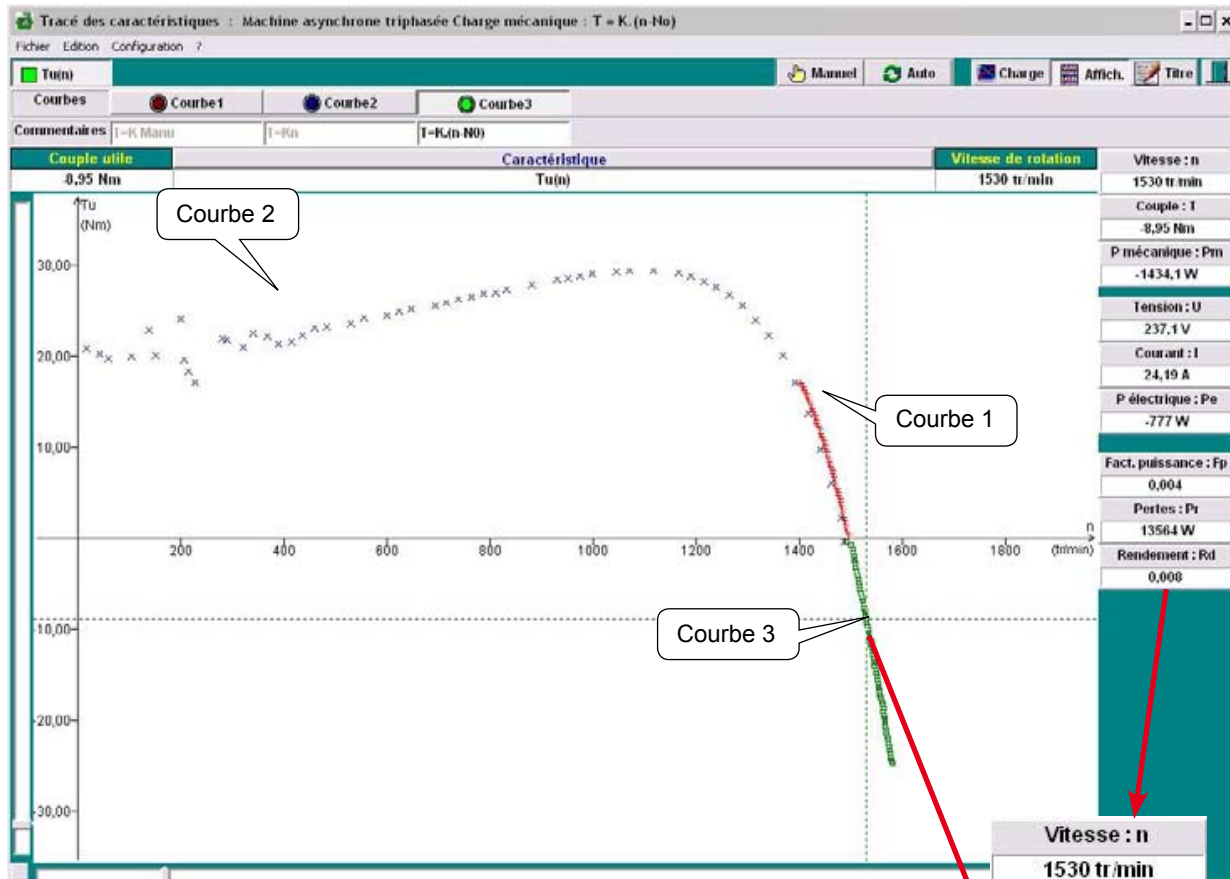 Tracé des caractéristiques : Machine asynchrone triphasée Charge mécanique : T = K.(n-No)
Fichier Edition Configuration ?
Tu(n) Manuel Auto Charge Affich. Titre
Courbes Courbe1 Courbe2 Courbe3
Commentaires T=K Manu T=Kn T=K.(n-N0)
Couple utile Caractéristique Vitesse de rotation Vitesse : n
-8,95 Nm Tu(n) 1530 tr/min 1530 tr/min
Couple : T
-8,95 Nm
P mécanique : Pm
-1434,1 W
Tension : U
237,1 V
Courant : I
24,19 A
P électrique : Pe
-777 W
Fact. puissance : Fp
0,004
Pertes : Pr
13564 W
Rendement : Rd
0,008
Tu
(Nm)
Courbe 2
30,00
20,00
Courbe 1
10,00
n
200 400 600 800 1000 1200 1400 1600 1800 (tr/min)
Courbe 3
-10,00
-20,00
-30,00
Vitesse : n
1530 tr/min